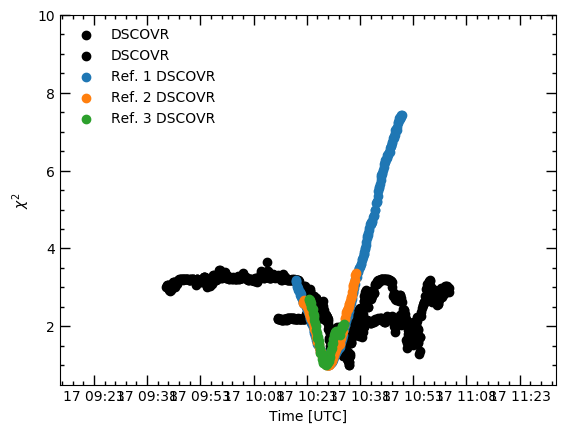 10
8
6
4
2
χ²
DSCOVR
DSCOVR
Ref. 1 DSCOVR
Ref. 2 DSCOVR
Ref. 3 DSCOVR
17 09:23 17 09:38 17 09:53 17 10:08 17 10:23 17 10:38 17 10:53 17 11:08 17 11:23
Time [UTC]